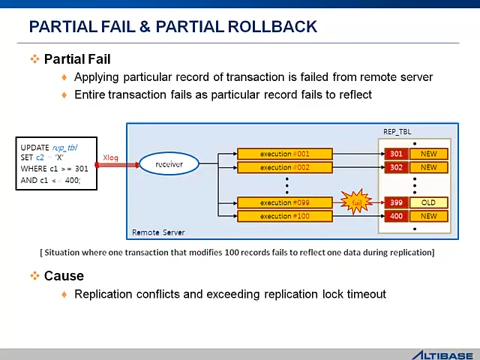 PARTIAL FAIL & PARTIAL ROLLBACK
Partial Fail
Applying particular record of transaction is failed from remote server
Entire transaction fails as particular record fails to reflect
REP_TBL
UPDATE rep_tbl
SET c2 = 'X'
WHERE c1 >= 301
AND c1 <= 400;
Xlog
receiver
execution #001
301 NEW
execution #002
302 NEW
execution #099
fail
399 OLD
execution #100
400 NEW
Remote Server
[ Situation where one transaction that modifies 100 records fails to reflect one data during replication]
Cause
Replication conflicts and exceeding replication lock timeout
ALTIBASE